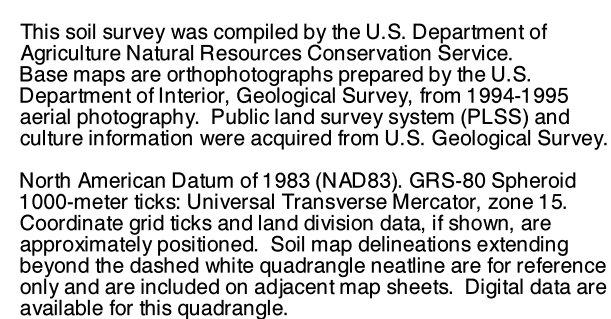 This soil survey was compiled by the U.S. Department of
Agriculture Natural Resources Conservation Service.
Base maps are orthophotographs prepared by the U.S.
Department of Interior, Geological Survey, from 1994-1995
aerial photography.  Public land survey system (PLSS) and
culture information were acquired from U.S. Geological Survey.

North American Datum of 1983 (NAD83). GRS-80 Spheroid
1000-meter ticks: Universal Transverse Mercator, zone 15.
Coordinate grid ticks and land division data, if shown, are
approximately positioned.  Soil map delineations extending
beyond the dashed white quadrangle neatline are for reference
only and are included on adjacent map sheets.  Digital data are
available for this quadrangle.